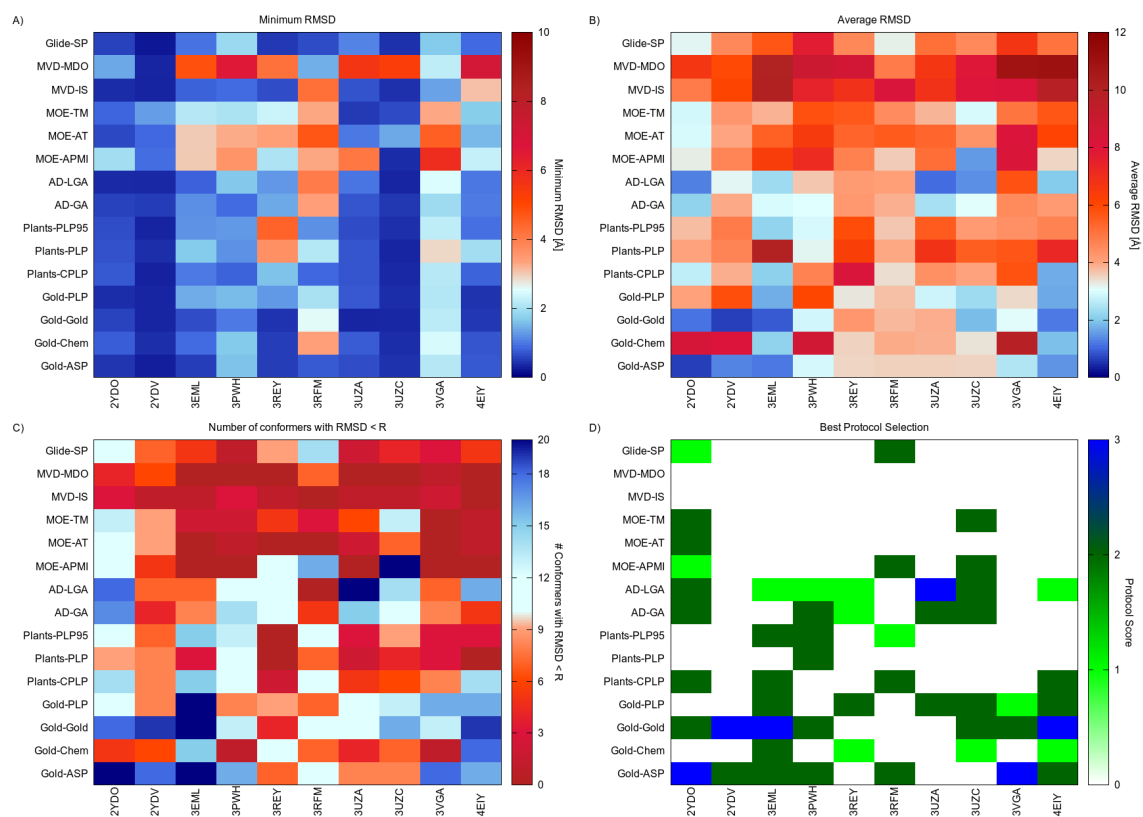 A)
Minimum RMSD
Glide-SP
MVD-MDO
MVD-IS
MOE-TM
MOE-AT
MOE-APMI
AD-LGA
AD-GA
Plants-PLP95
Plants-PLP
Plants-CPLP
Gold-PLP
Gold-Gold
Gold-Chem
Gold-ASP
2YDO
2YDV
3EML
3PWH
3REY
3RFM
3UZA
3UZC
3VGA
4EIY
10
8
6
4
2
0
Minimum RMSD [Å]
B)
Average RMSD
Glide-SP
MVD-MDO
MVD-IS
MOE-TM
MOE-AT
MOE-APMI
AD-LGA
AD-GA
Plants-PLP95
Plants-PLP
Plants-CPLP
Gold-PLP
Gold-Gold
Gold-Chem
Gold-ASP
2YDO
2YDV
3EML
3PWH
3REY
3RFM
3UZA
3UZC
3VGA
4EIY
12
10
8
6
4
2
0
Average RMSD [Å]
C)
Number of conformers with RMSD < R
Glide-SP
MVD-MDO
MVD-IS
MOE-TM
MOE-AT
MOE-APMI
AD-LGA
AD-GA
Plants-PLP95
Plants-PLP
Plants-CPLP
Gold-PLP
Gold-Gold
Gold-Chem
Gold-ASP
2YDO
2YDV
3EML
3PWH
3REY
3RFM
3UZA
3UZC
3VGA
4EIY
20
18
15
12
9
6
3
0
# Conformers with RMSD < R
D)
Best Protocol Selection
Glide-SP
MVD-MDO
MVD-IS
MOE-TM
MOE-AT
MOE-APMI
AD-LGA
AD-GA
Plants-PLP95
Plants-PLP
Plants-CPLP
Gold-PLP
Gold-Gold
Gold-Chem
Gold-ASP
2YDO
2YDV
3EML
3PWH
3REY
3RFM
3UZA
3UZC
3VGA
4EIY
3
2
1
0
Protocol Score